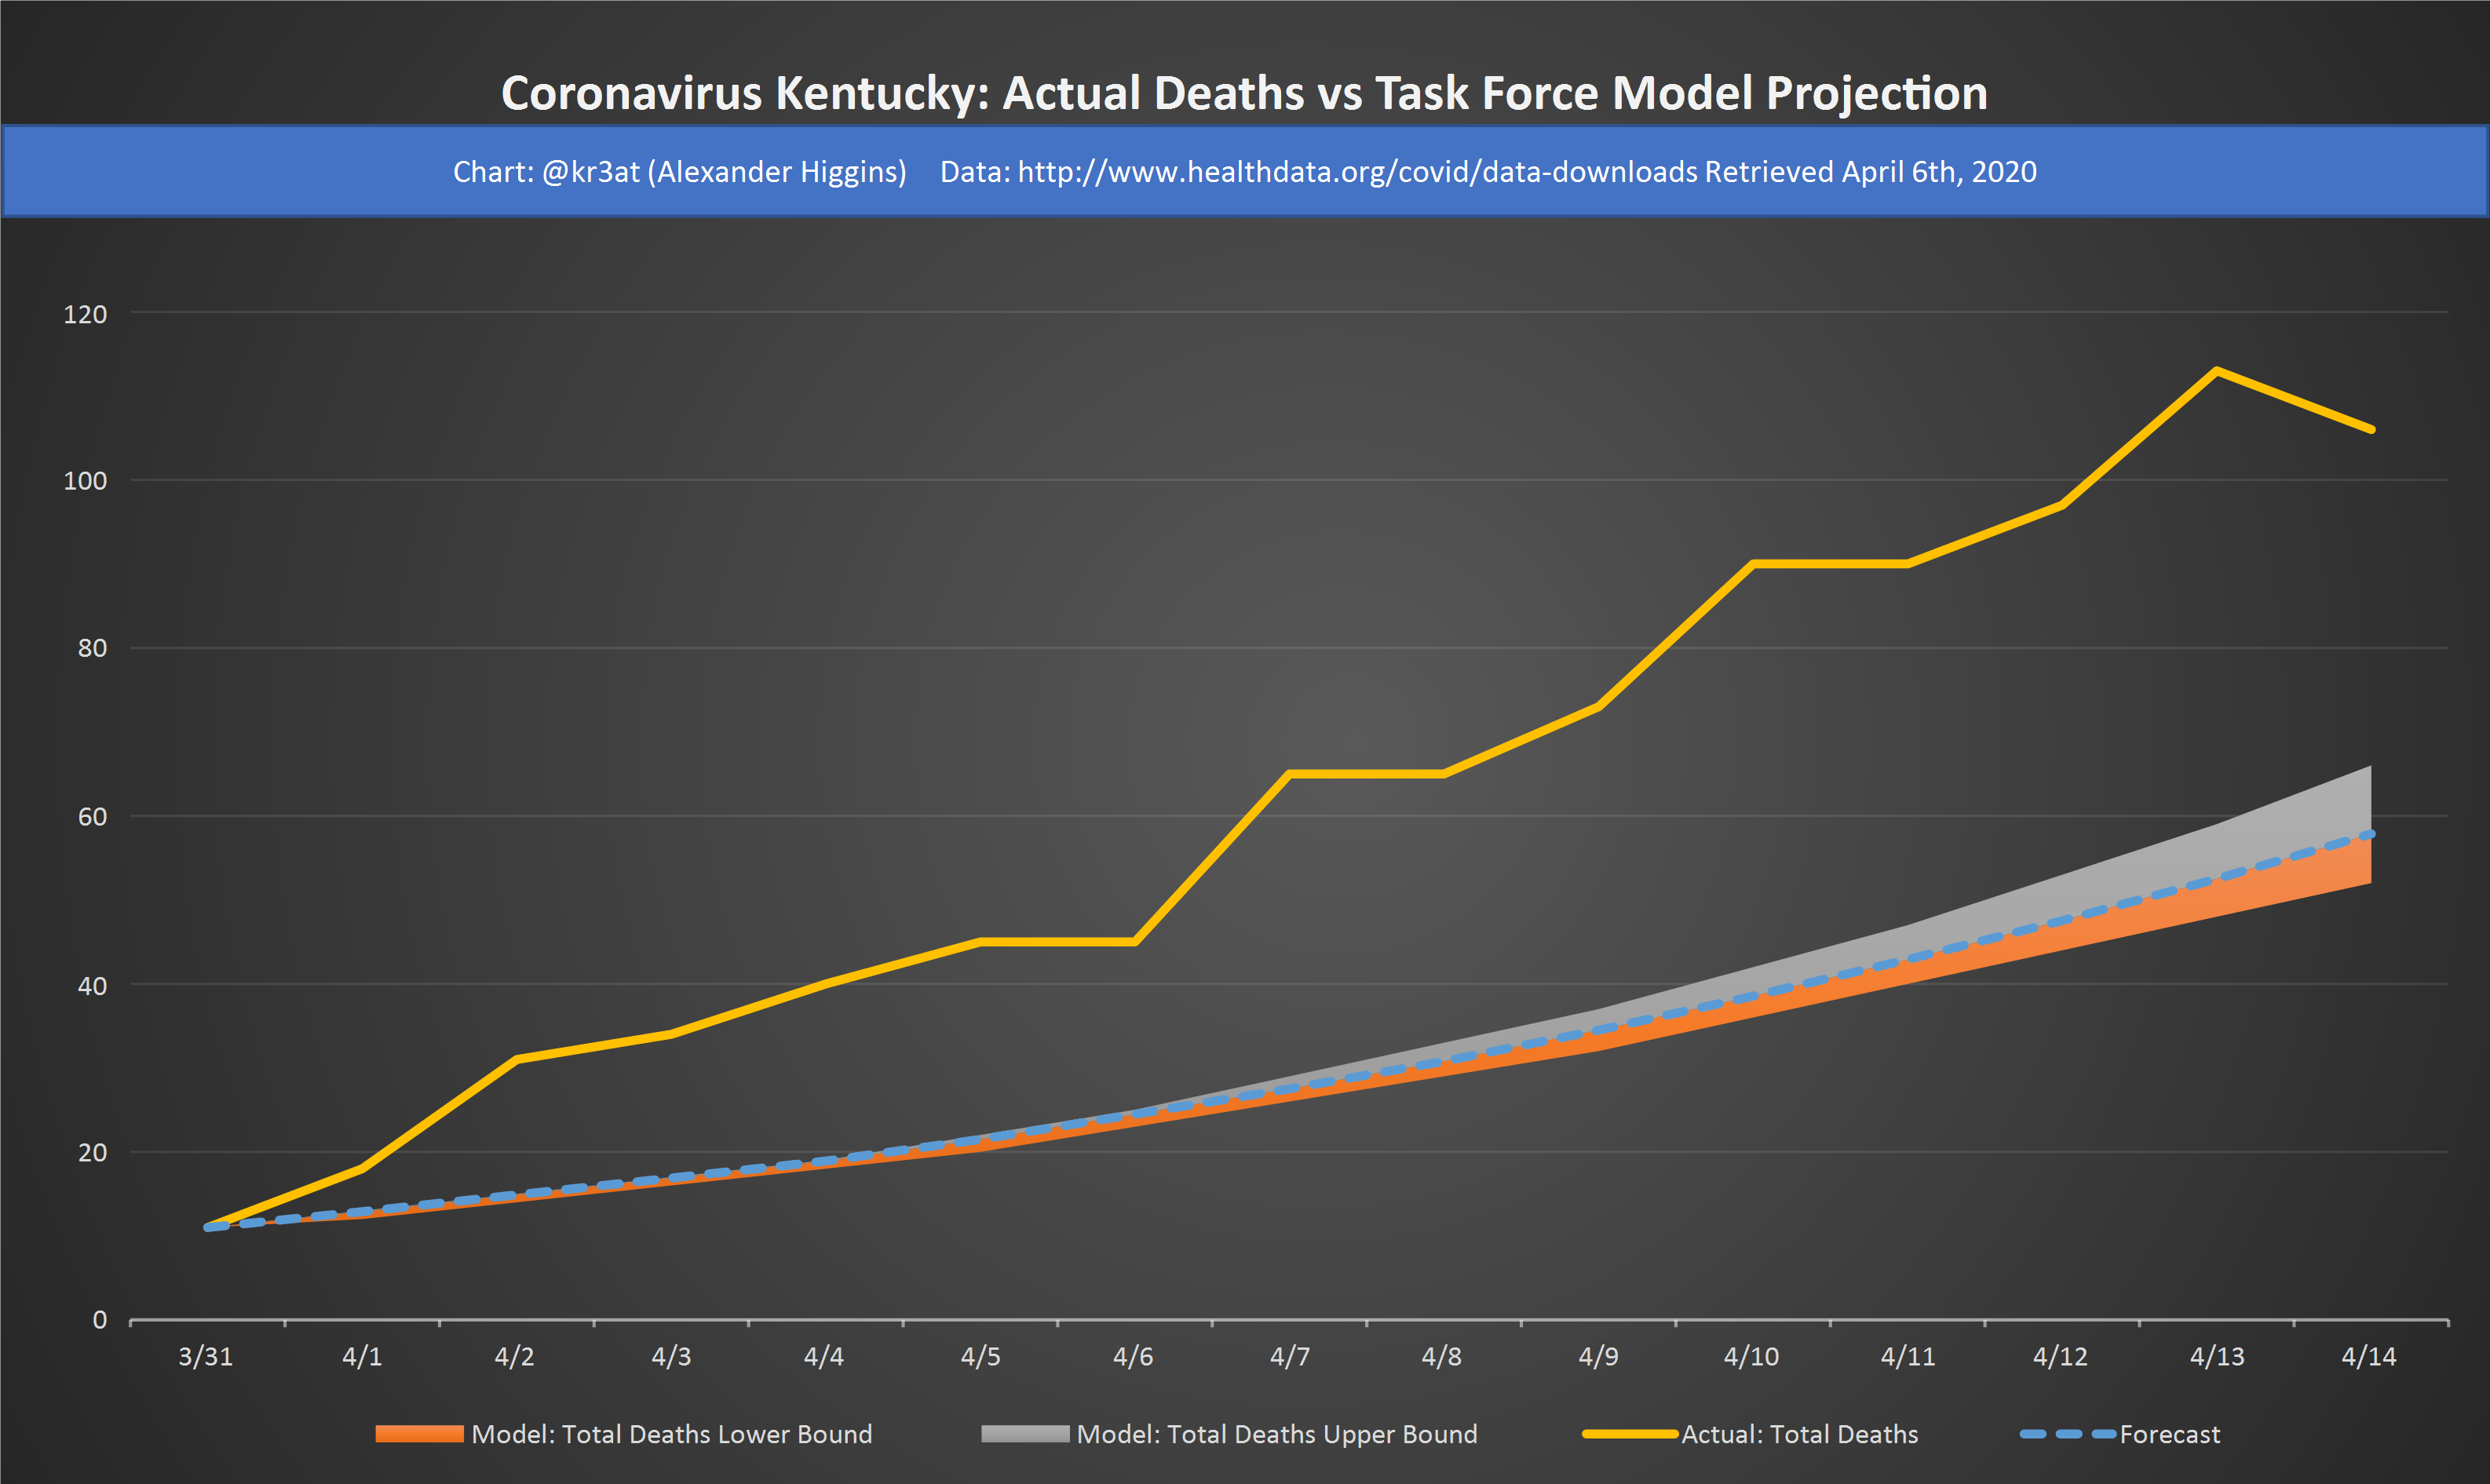 Coronavirus Kentucky: Actual Deaths vs Task Force Model Projection
Chart: @kr3at (Alexander Higgins) Data: http://www.healthdata.org/covid/data-downloads Retrieved April 6th, 2020
120
100
80
60
40
20
0
3/31 4/1 4/2 4/3 4/4 4/5 4/6 4/7 4/8 4/9 4/10 4/11 4/12 4/13 4/14
Model: Total Deaths Lower Bound Model: Total Deaths Upper Bound Actual: Total Deaths Forecast